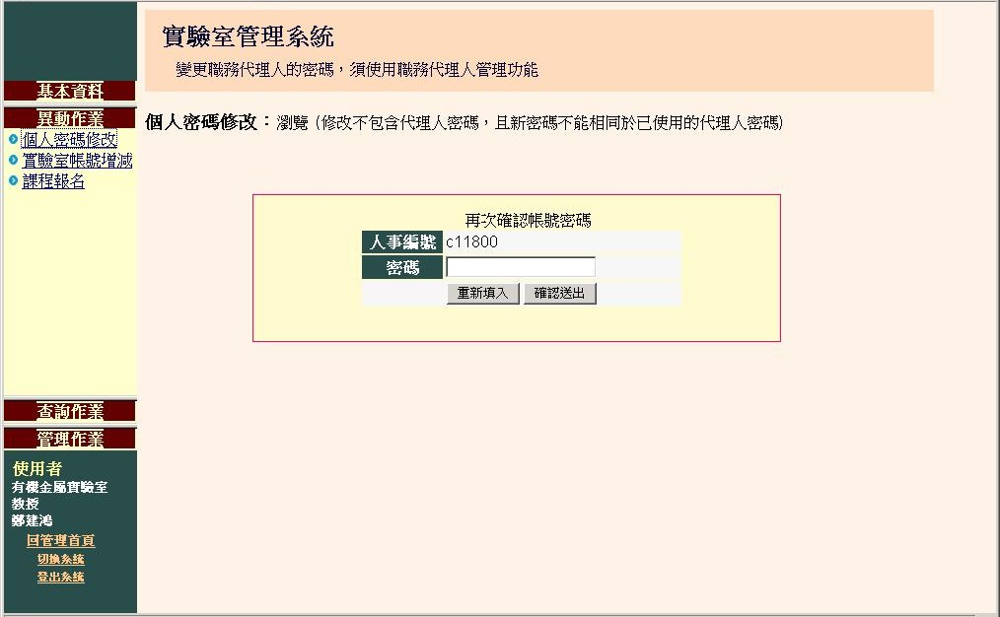 實驗室管理系統
變更職務代理人的密碼，須使用職務代理人管理功能
基本資料
異動作業
個人密碼修改
實驗室帳號增減
課程報名
個人密碼修改：瀏覽 (修改不包含代理人密碼，且新密碼不能相同於已使用的代理人密碼)
再次確認帳號密碼
人事編號 c11800
密碼
重新填入 確認送出
查詢作業
管理作業
使用者
有機金屬實驗室
教授
鄭建鴻
回管理首頁
切換系統
登出系統